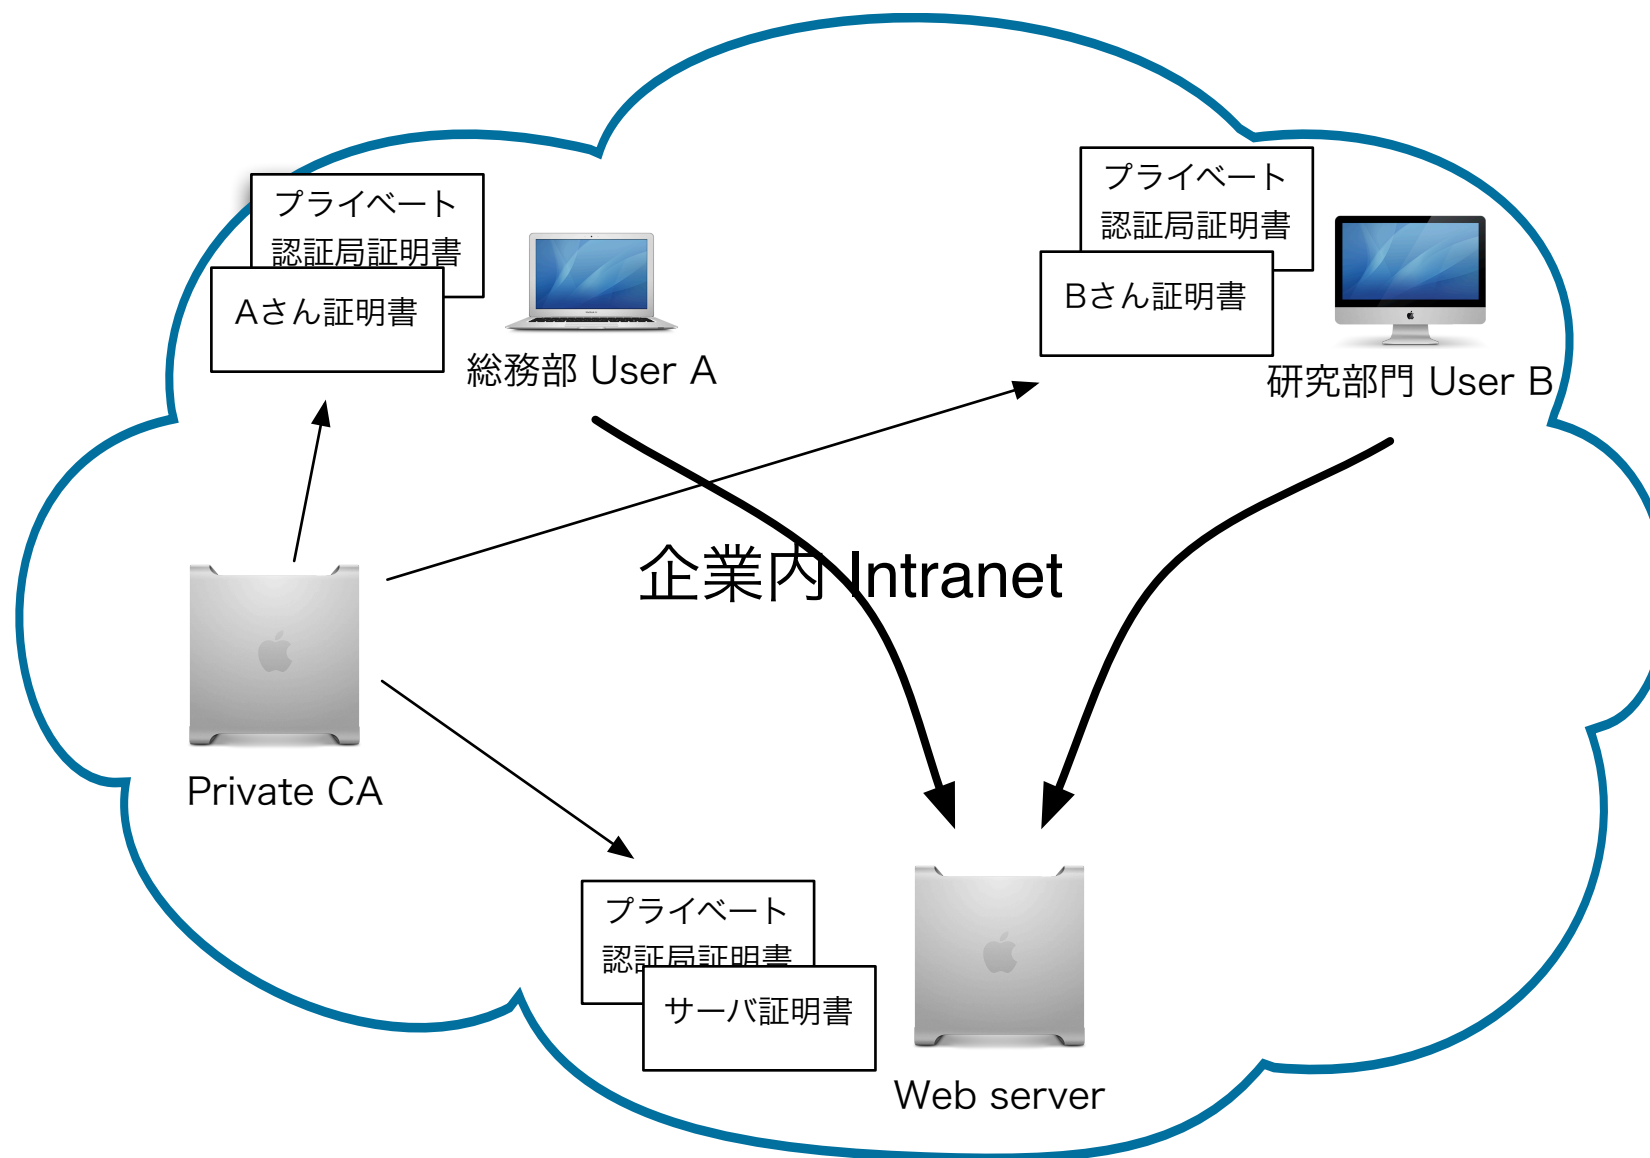 プライベート
認証局証明書
Aさん証明書
総務部 User A
プライベート
認証局証明書
Bさん証明書
研究部門 User B
企業内 Intranet
Private CA
プライベート
認証局証明書
サーバ証明書
Web server